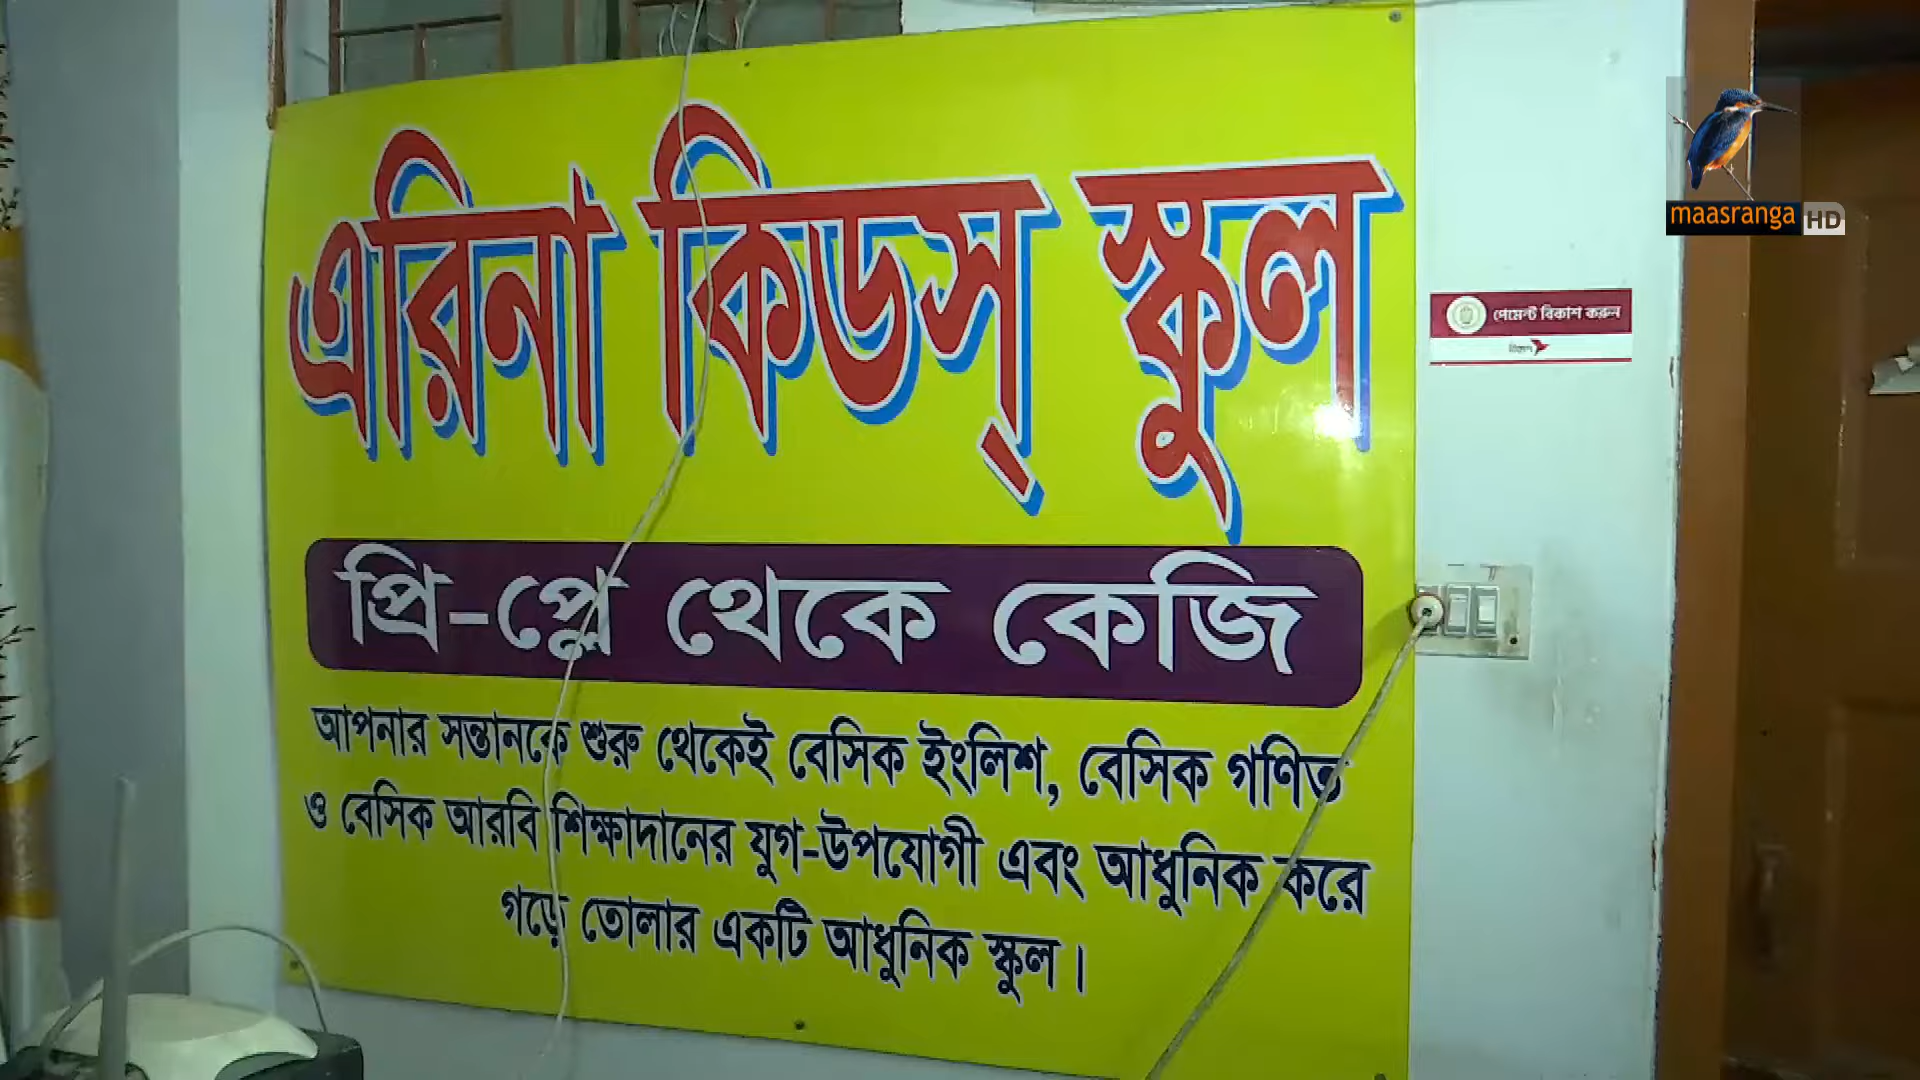 এরিনা কিডস্ স্কুল
প্রি-প্লে থেকে কেজি
আপনার সন্তানকে শুরু থেকেই বেসিক ইংলিশ, বেসিক গণিত
ও বেসিক আরবি শিক্ষাদানের যুগ-উপযোগী এবং আধুনিক করে
গড়ে তোলার একটি আধুনিক স্কুল।
maasranga HD
পেমেন্ট বিকাশ করুন
বিকাশ